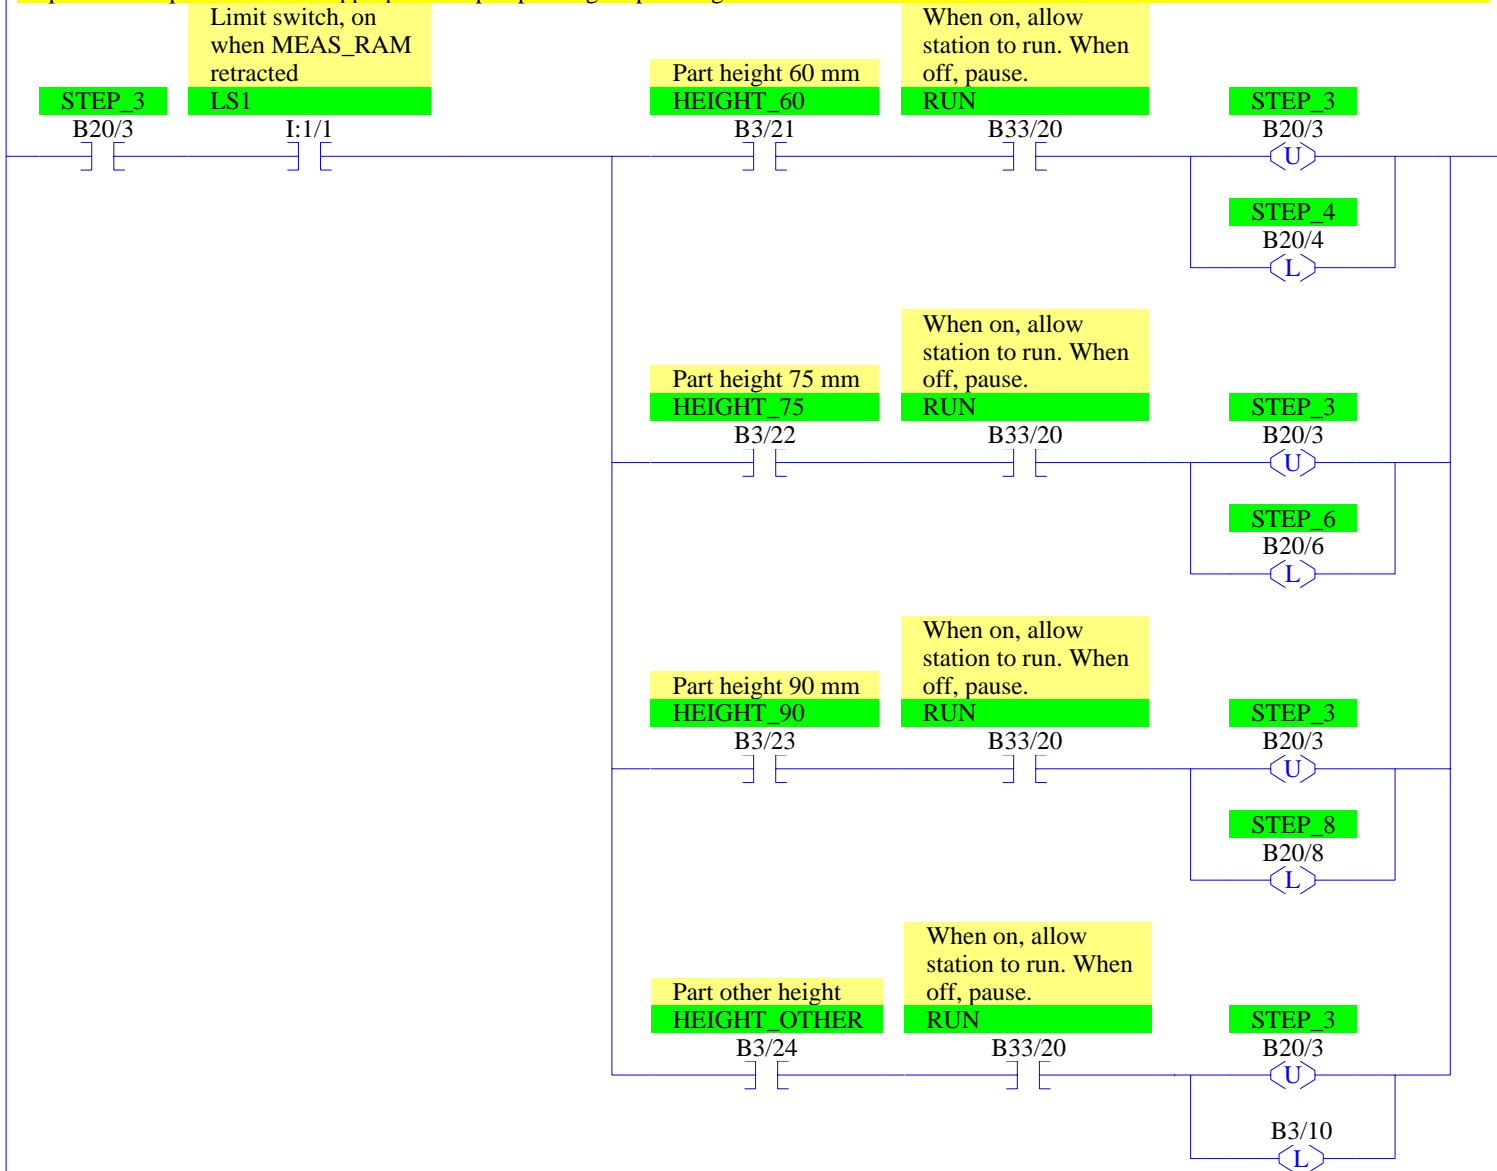 Limit switch, on
when MEAS_RAM
retracted
STEP_3
LS1
B20/3
I:1/1
Part height 60 mm
HEIGHT_60
B3/21
When on, allow
station to run. When
off, pause.
RUN
B33/20
STEP_3
B20/3
U
STEP_4
B20/4
L
Part height 75 mm
HEIGHT_75
B3/22
When on, allow
station to run. When
off, pause.
RUN
B33/20
STEP_3
B20/3
U
STEP_6
B20/6
L
Part height 90 mm
HEIGHT_90
B3/23
When on, allow
station to run. When
off, pause.
RUN
B33/20
STEP_3
B20/3
U
STEP_8
B20/8
L
Part other height
HEIGHT_OTHER
B3/24
When on, allow
station to run. When
off, pause.
RUN
B33/20
STEP_3
B20/3
U
B3/10
L